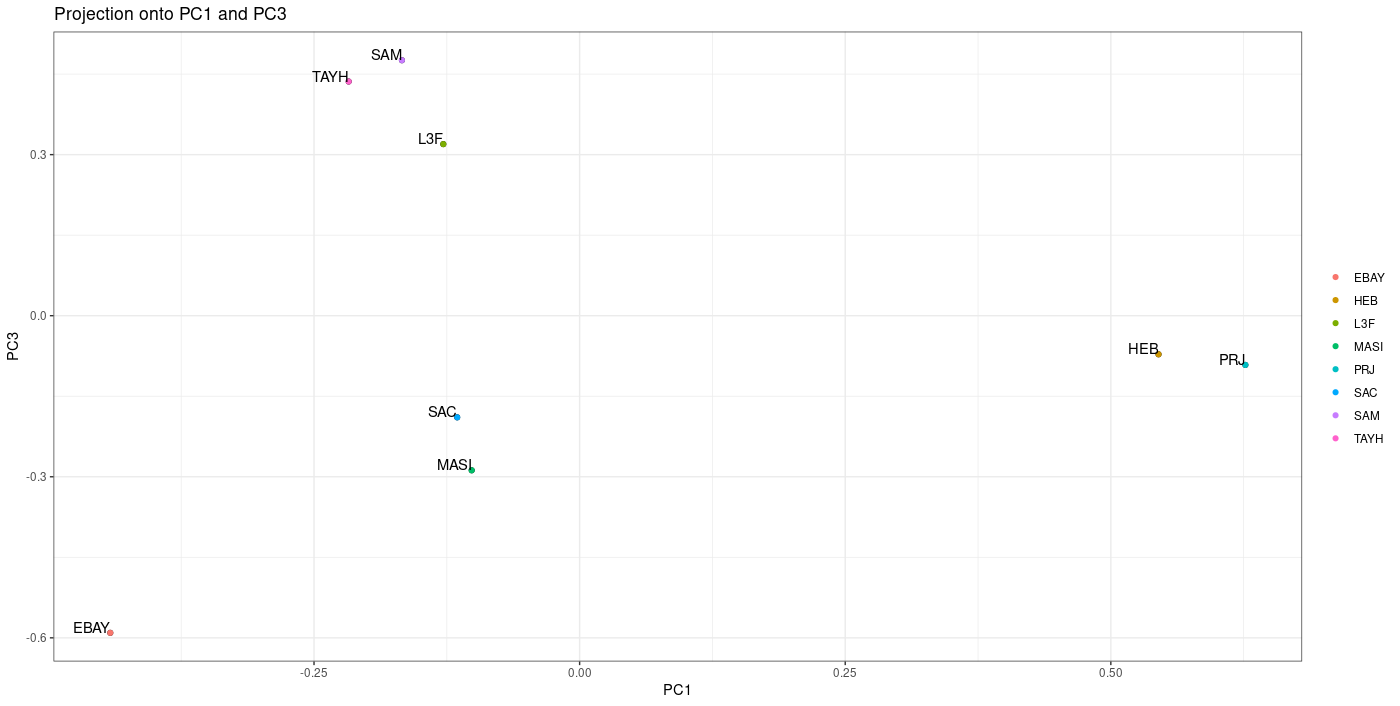 Projection onto PC1 and PC3
SAM
TAYH
L3F
0.3
EBAY
HEB
0.0
L3F
PC3
HEB
MASI
PRJ
PRJ
SAC
SAC
SAM
TAYH
MASI
-0.3
EBAY
-0.6
-0.25
0.00
0.25
0.50
PC1